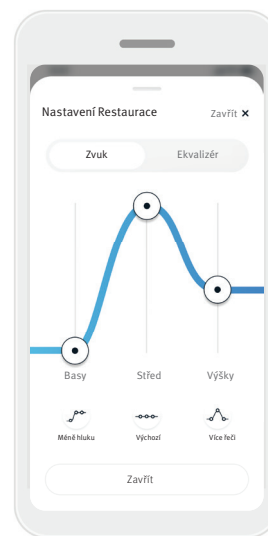 Nastavení Restaurace Zavřít ×
Zvuk Ekvalizér
Basy Střed Výšky
Méně hluku Výchozí Více řeči
Zavřít